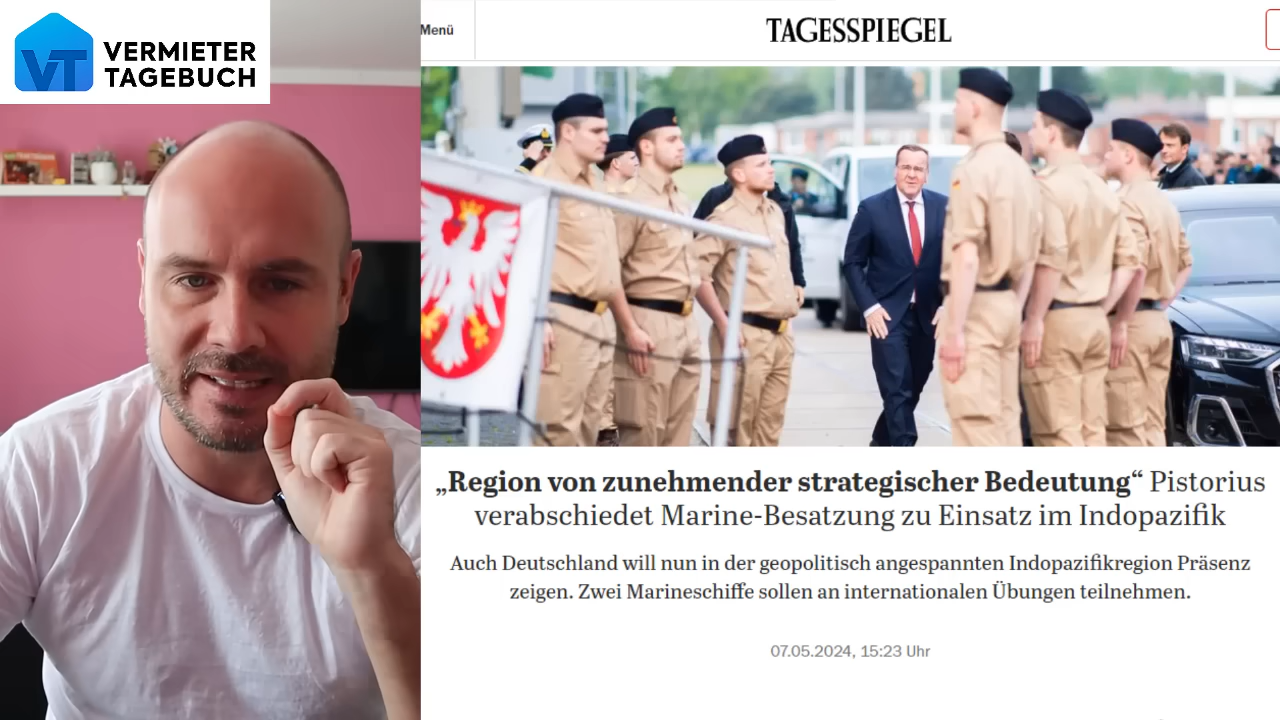 VERMIETER
TAGEBUCH
Menü
TAGESSPIEGEL
„Region von zunehmender strategischer Bedeutung“ Pistorius
verabschiedet Marine-Besatzung zu Einsatz im Indopazifik
Auch Deutschland will nun in der geopolitisch angespannten Indopazifikregion Präsenz
zeigen. Zwei Marineschiffe sollen an internationalen Übungen teilnehmen.
07.05.2024, 15:23 Uhr